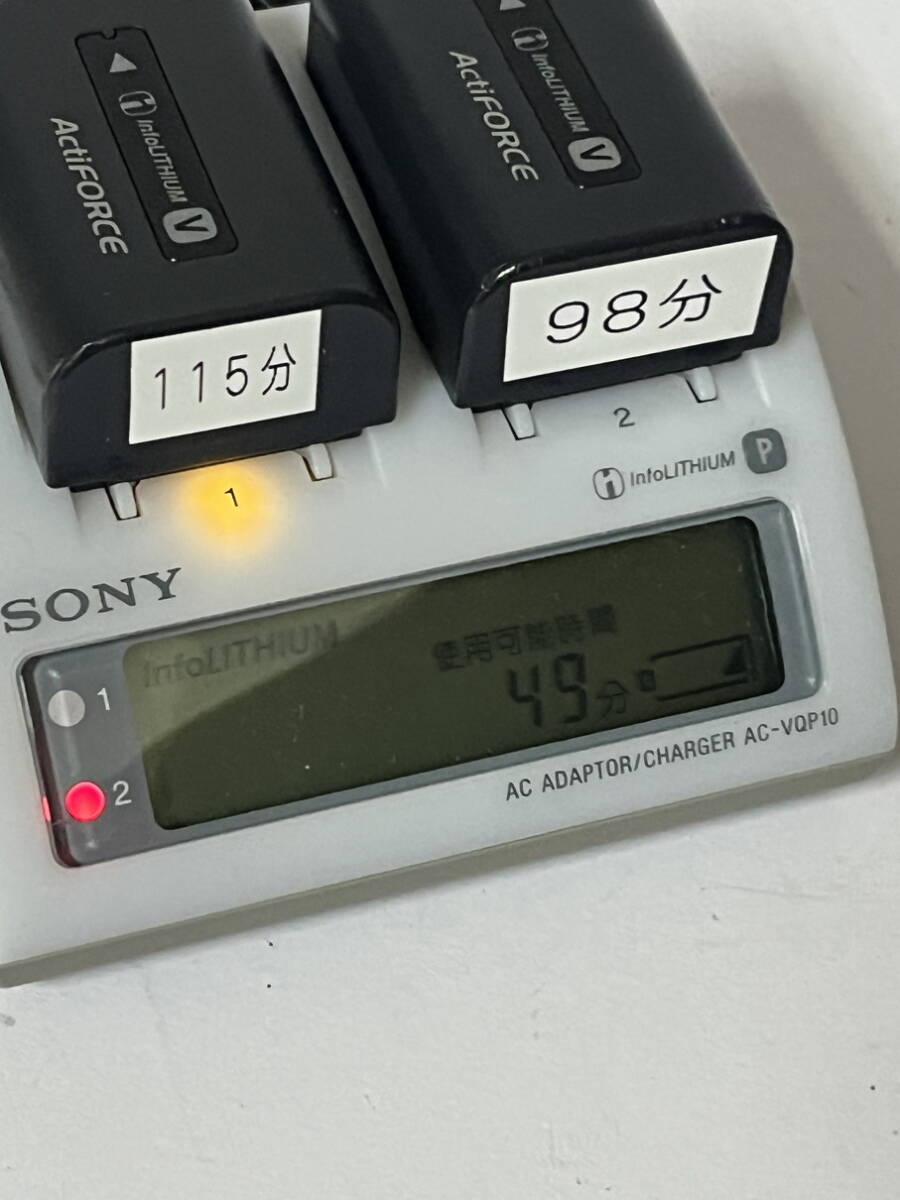 InfoLITHIUM V
ActiFORCE
InfoLITHIUM V
ActiFORCE
115分
98分
1
2
InfoLITHIUM P
SONY
InfoLITHIUM
使用可能時間
49分
1
2
AC ADAPTOR/CHARGER AC-VQP10